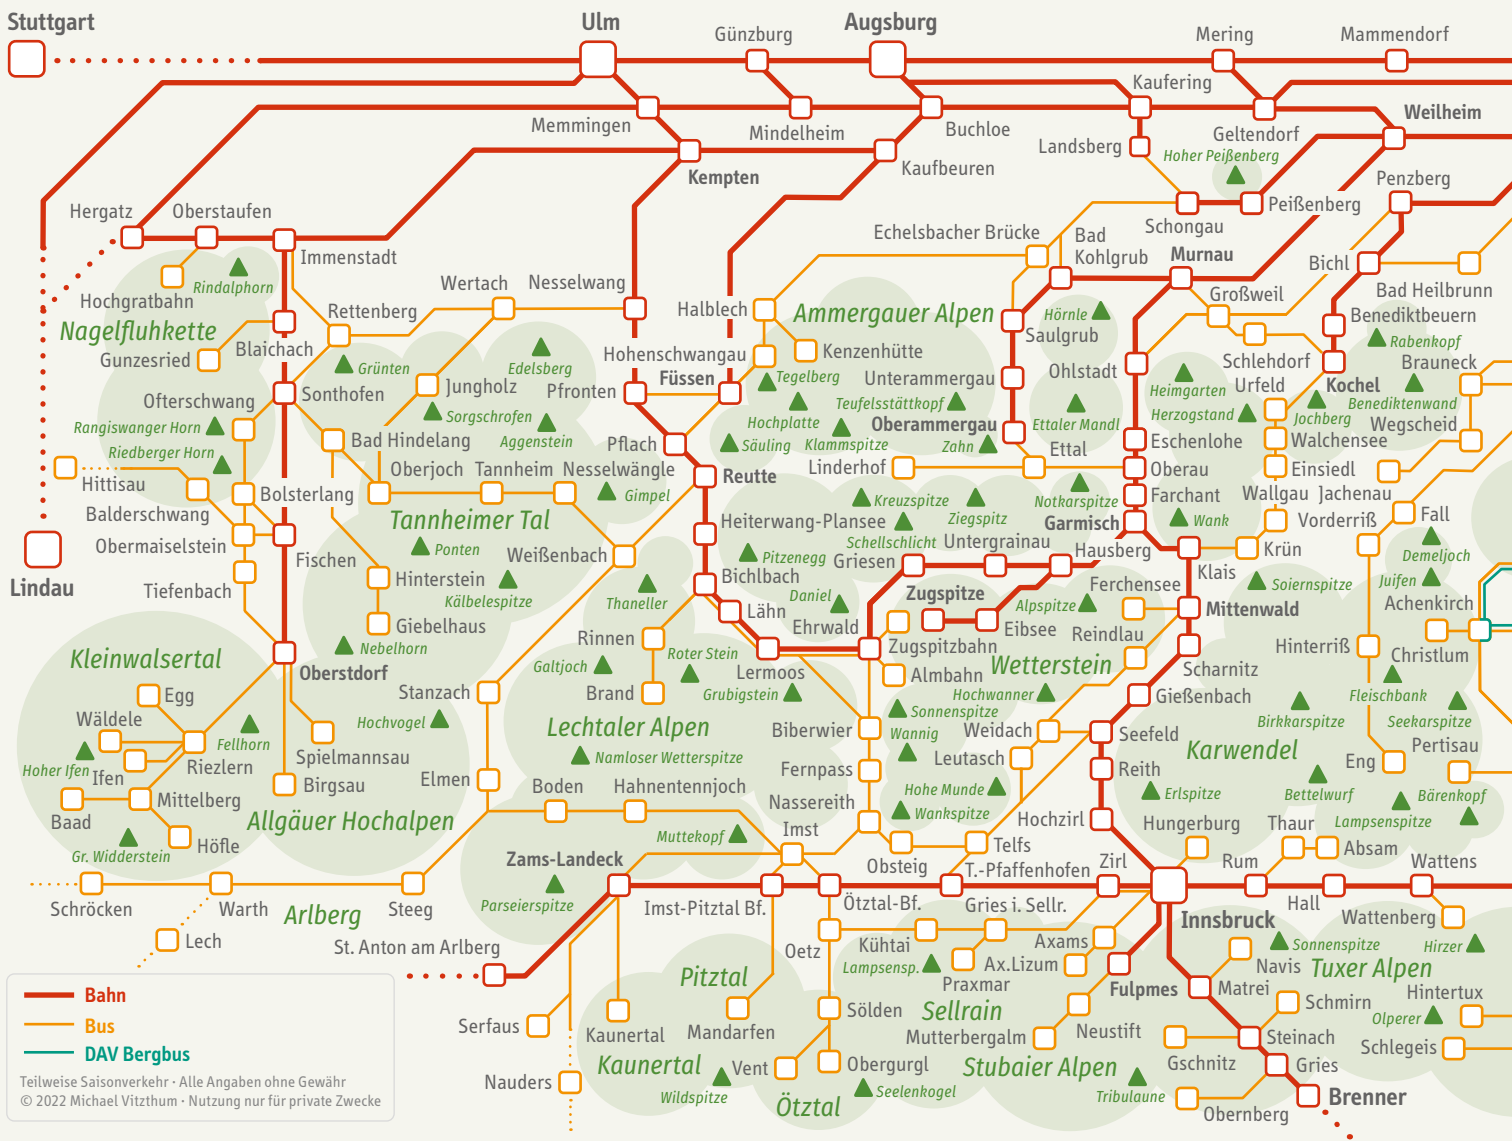 Stuttgart
Ulm
Günzburg
Augsburg
Mering
Mammendorf
Kaufering
Memmingen
Mindelheim
Buchloe
Landsberg
Geltendorf
Weilheim
Hoher Peißenberg
Kempten
Kaufbeuren
Penzberg
Hergatz
Oberstaufen
Schongau
Peißenberg
Echelsbacher Brücke
Bad
Kohlgrub
Murnau
Immenstadt
Bichl
Hochgratbahn
Rindalphorn
Wertach
Nesselwang
Großweil
Bad Heilbrunn
Nagelfluhkette
Rettenberg
Halblech
Ammergauer Alpen
Hörnle
Saulgrub
Benediktbeuern
Rabenkopf
Gunzesried
Blaichach
Grünten
Edelsberg
Hohenschwangau
Kenzenhütte
Schlehdorf
Brauneck
Füssen
Tegelberg
Unterammergau
Ohlstadt
Heimgarten
Urfeld
Kochel
Ofterschwang
Sonthofen
Jungholz
Pfronten
Hochplatte
Teufelsstättkopf
Herzogstand
Jochberg
Benediktenwand
Rangiswanger Horn
Sorgschrofen
Aggenstein
Säuling
Klammspitze
Oberammergau
Zahn
Ettaler Mandl
Wegscheid
Riedberger Horn
Bad Hindelang
Pflach
Ettal
Eschenlohe
Walchensee
Hittisau
Oberjoch
Tannheim
Nesselwängle
Linderhof
Oberau
Einsiedl
Balderschwang
Bolsterlang
Gimpel
Reutte
Kreuzspitze
Ziegspitz
Notkarspitze
Farchant
Wallgau
Jachenau
Tannheimer Tal
Heiterwang-Plansee
Schellschlicht
Garmisch
Wank
Vorderriß
Fall
Obermaiselstein
Fischen
Ponten
Weißenbach
Pitzenegg
Griesen
Untergrainau
Hausberg
Klais
Krün
Demeljoch
Lindau
Tiefenbach
Hinterstein
Kälbelespitze
Thaneller
Bichlbach
Daniel
Zugspitze
Ferchensee
Soiernspitze
Juifen
Giebelhaus
Lähn
Ehrwald
Eibsee
Alpspitze
Mittenwald
Achenkirch
Kleinwalsertal
Oberstdorf
Nebelhorn
Rinnen
Roter Stein
Lermoos
Zugspitzbahn
Reindlau
Scharnitz
Hinterriß
Christlum
Galtjoch
Almbahn
Wetterstein
Egg
Stanzach
Brand
Grubigstein
Hochwanner
Gießenbach
Fleischbank
Wäldele
Fellhorn
Hochvogel
Lechtaler Alpen
Biberwier
Sonnenspitze
Wannig
Weidach
Seefeld
Birkkarspitze
Seekarspitze
Hoher Ifen
Ifen
Riezlern
Spielmannsau
Namloser Wetterspitze
Leutasch
Karwendel
Pertisau
Mittelberg
Birgsau
Elmen
Boden
Hahnentennjoch
Fernpass
Hohe Munde
Reith
Eng
Baad
Allgäuer Hochalpen
Nassereith
Wankspitze
Erlspitze
Bettelwurf
Bärenkopf
Gr. Widderstein
Höfle
Muttekopf
Imst
Hochzirl
Hungerburg
Thaur
Lampsenspitze
Zams-Landeck
Obsteig
Telfs
Zirl
Rum
Absam
Wattens
Schröcken
Warth
Arlberg
Steeg
Parseierspitze
Imst-Pitztal Bf.
Ötztal-Bf.
T.-Pfaffenhofen
Gries i. Sellr.
Innsbruck
Hall
Wattenberg
Lech
St. Anton am Arlberg
Oetz
Kühtai
Axams
Navis
Sonnenspitze
Hirzer
Lampsensp.
Praxmar
Ax.Lizum
Fulpmes
Matrei
Tuxer Alpen
Bahn
Pitztal
Sellrain
Schmirn
Hintertux
Bus
Serfaus
Kaunertal
Mandarfen
Sölden
Mutterbergalm
Neustift
Olperer
DAV Bergbus
Kaunertal
Vent
Obergurgl
Stubaier Alpen
Gschnitz
Steinach
Schlegeis
Teilweise Saisonverkehr · Alle Angaben ohne Gewähr
© 2022 Michael Vitzthum · Nutzung nur für private Zwecke
Nauders
Wildspitze
Ötztal
Seelenkogel
Tribulaune
Gries
Obernberg
Brenner